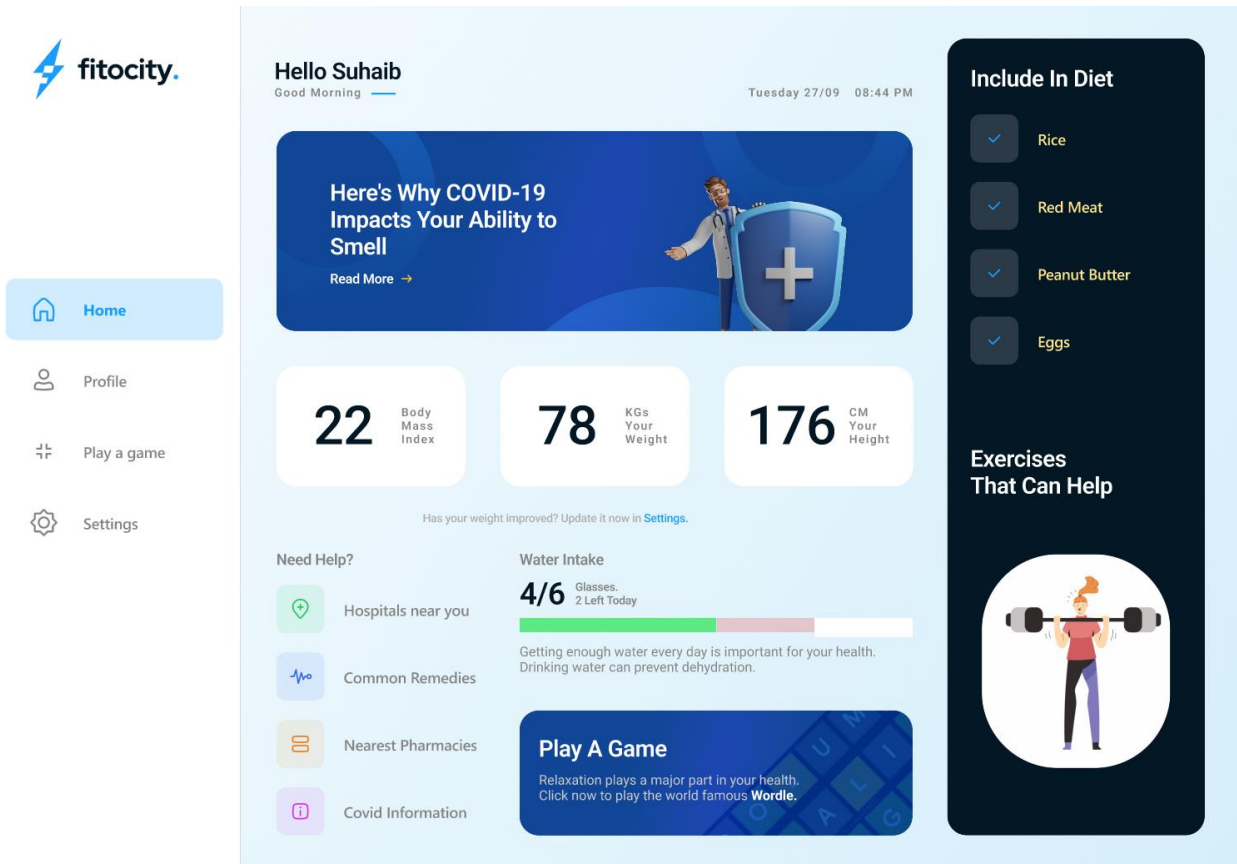 fitocity.
Home
Profile
Play a game
Settings
Hello Suhaib
Good Morning
Tuesday 27/09 08:44 PM
Here's Why COVID-19
Impacts Your Ability to
Smell
Read More →
22
Body
Mass
Index
78
KGs
Your
Weight
176
CM
Your
Height
Has your weight improved? Update it now in Settings.
Need Help?
Hospitals near you
Common Remedies
Nearest Pharmacies
Covid Information
Water Intake
4/6
Glasses.
2 Left Today
Getting enough water every day is important for your health.
Drinking water can prevent dehydration.
Play A Game
Relaxation plays a major part in your health.
Click now to play the world famous Wordle.
U M
L I
O A G
Include In Diet
Rice
Red Meat
Peanut Butter
Eggs
Exercises
That Can Help